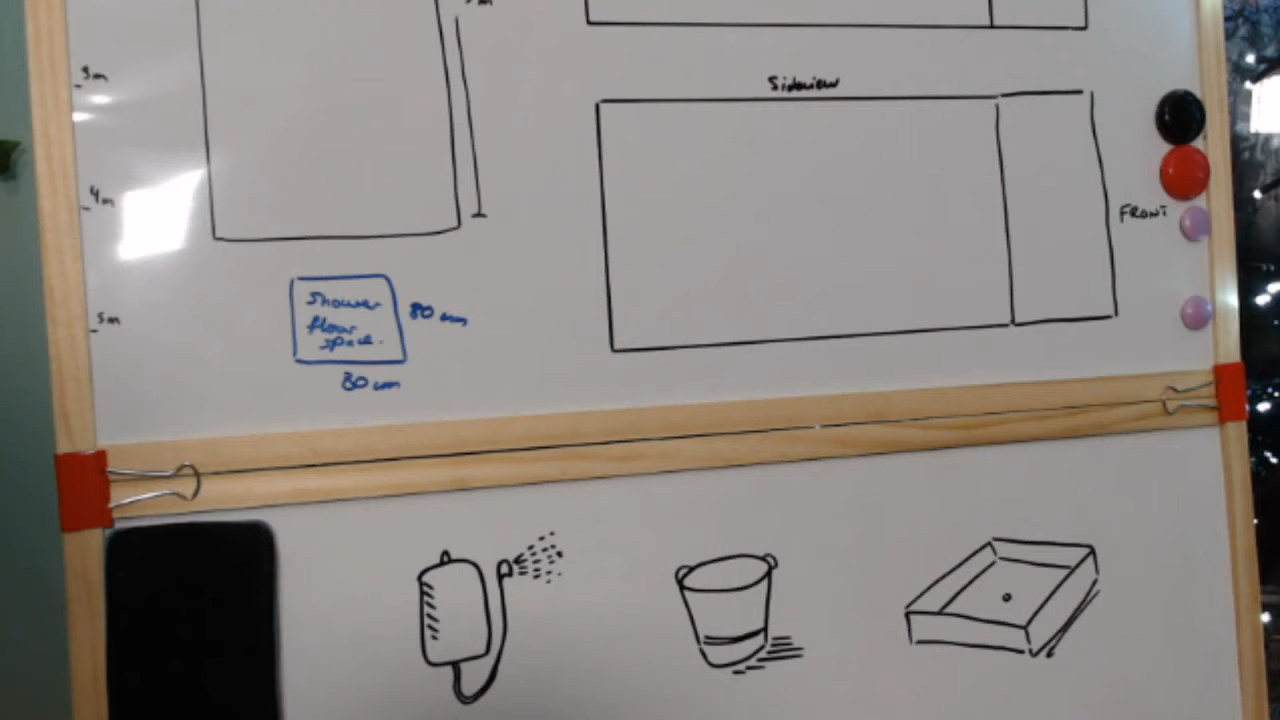 3m
Sideview
4m
FRONT
5m
Shower
floor
space.
80 cm
80 cm